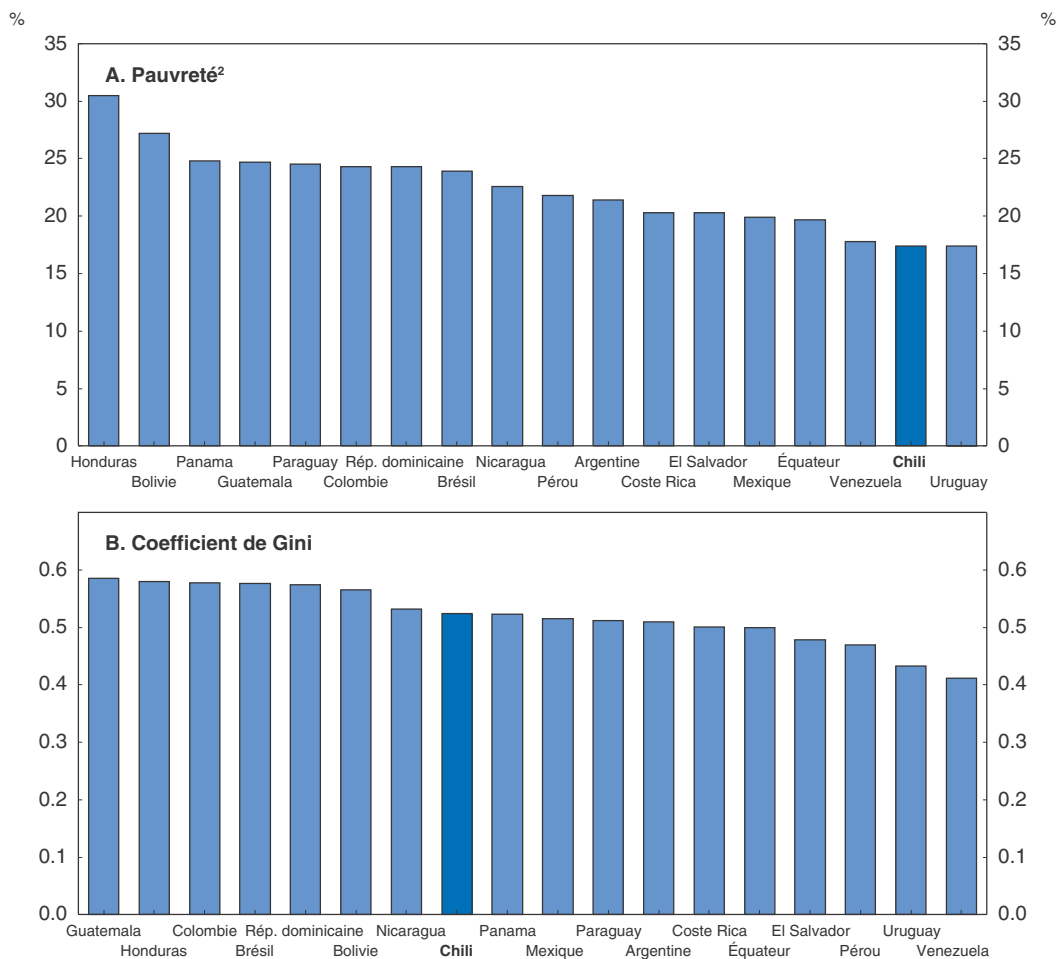 % %
A. Pauvreté²
35 35
30 30
25 25
20 20
15 15
10 10
5 5
0 0
Honduras Panama Paraguay Rép. dominicaine Nicaragua Argentine El Salvador Équateur Chili
Bolivie Guatemala Colombie Brésil Pérou Coste Rica Mexique Venezuela Uruguay
B. Coefficient de Gini
0.6 0.6
0.5 0.5
0.4 0.4
0.3 0.3
0.2 0.2
0.1 0.1
0.0 0.0
Guatemala Colombie Rép. dominicaine Nicaragua Panama Paraguay Coste Rica El Salvador Uruguay
Honduras Brésil Bolivie Chili Mexique Argentine Équateur Pérou Venezuela